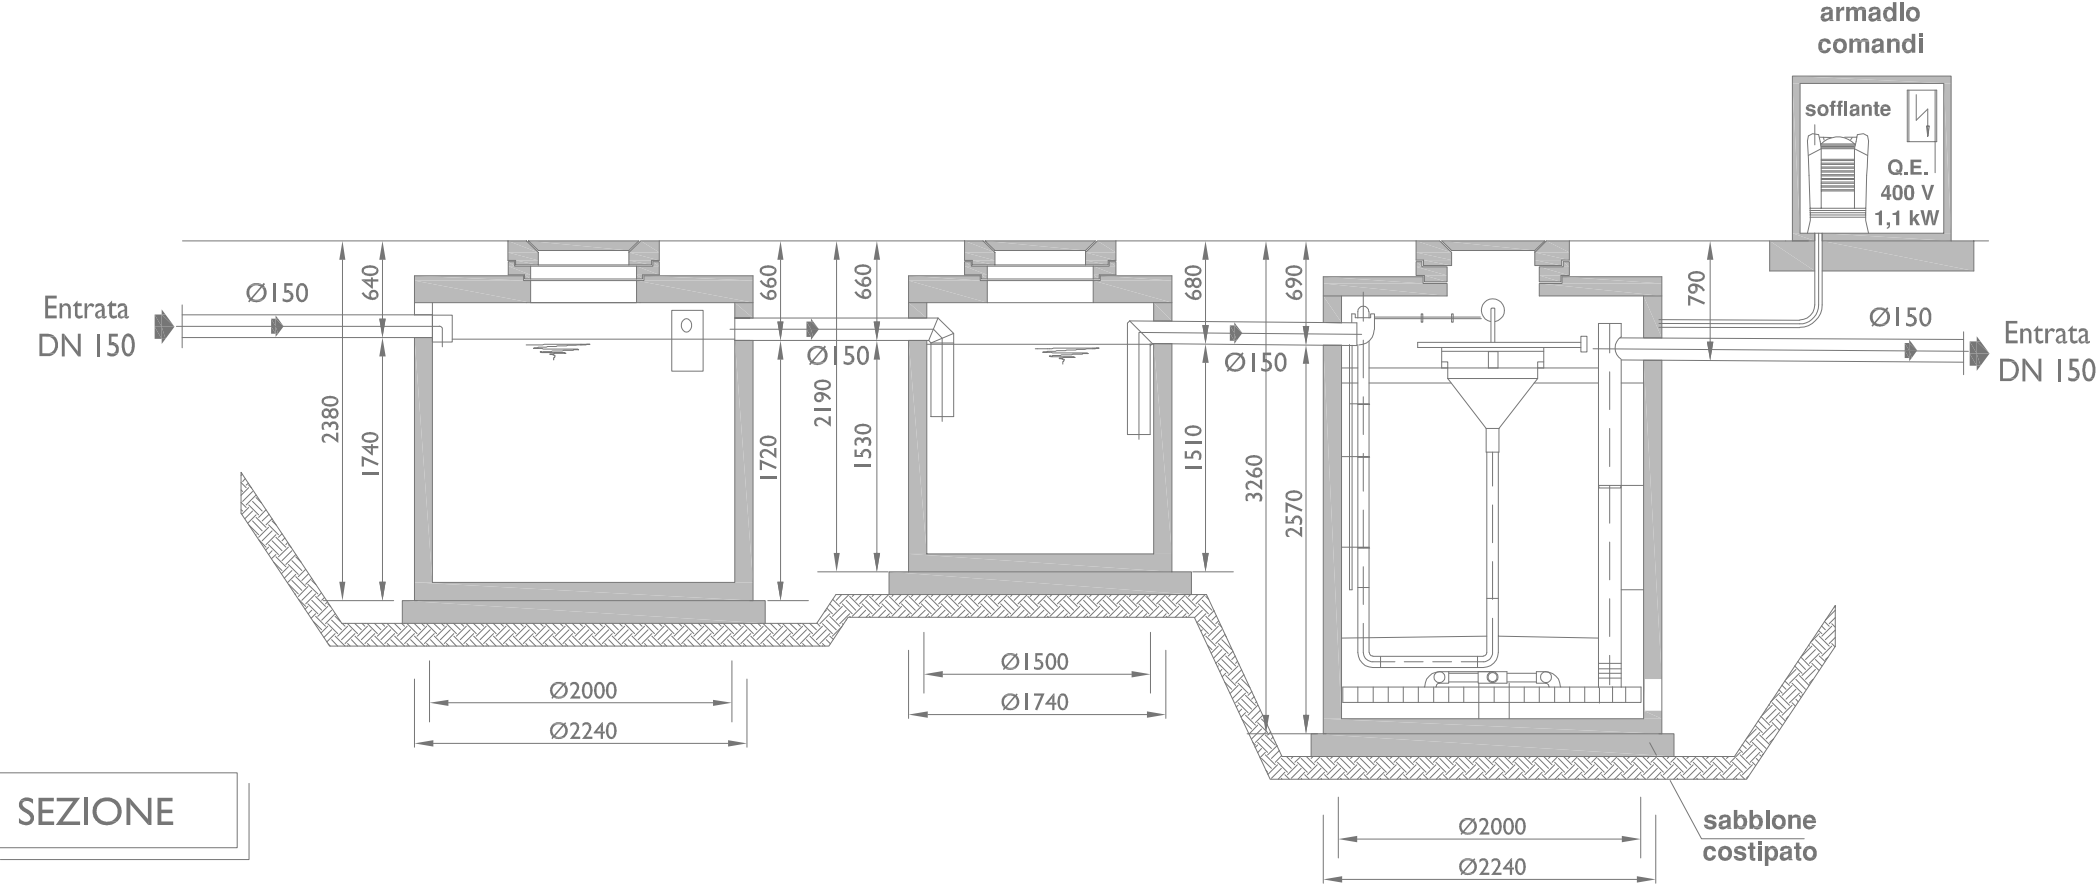 armadio
comandi
soffiante
Q.E.
400 V
1,1 kW
Entrata
DN 150
Ø150
640
2380
1740
660
1720
Ø150
660
2190
1530
680
1510
Ø150
690
3260
2570
790
Ø150
Entrata
DN 150
Ø2000
Ø2240
Ø1500
Ø1740
Ø2000
Ø2240
sabbione
costipato
SEZIONE